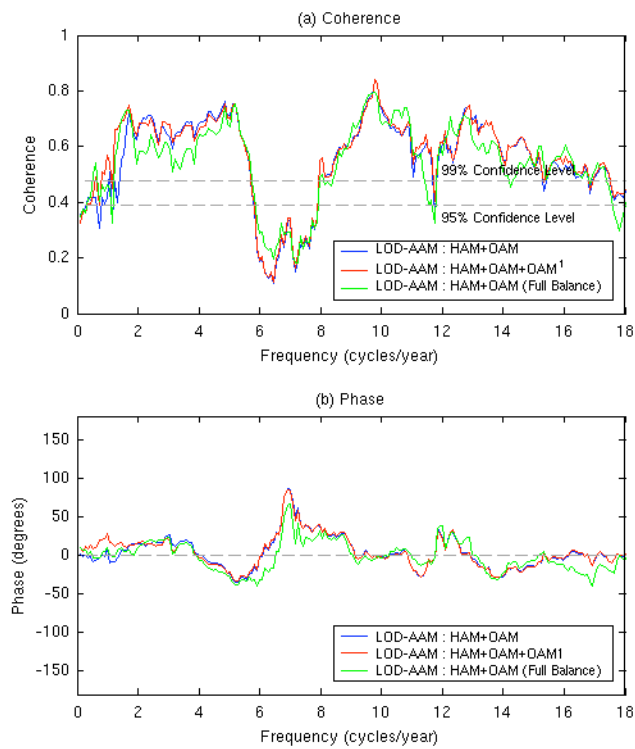 (a) Coherence
1
0.8
0.6
0.4
0.2
0
Coherence
99% Confidence Level
95% Confidence Level
LOD-AAM : HAM+OAM
LOD-AAM : HAM+OAM+OAM¹
LOD-AAM : HAM+OAM (Full Balance)
0 2 4 6 8 10 12 14 16 18
Frequency (cycles/year)
(b) Phase
150
100
50
0
-50
-100
-150
Phase (degrees)
LOD-AAM : HAM+OAM
LOD-AAM : HAM+OAM+OAM1
LOD-AAM : HAM+OAM (Full Balance)
0 2 4 6 8 10 12 14 16 18
Frequency (cycles/year)